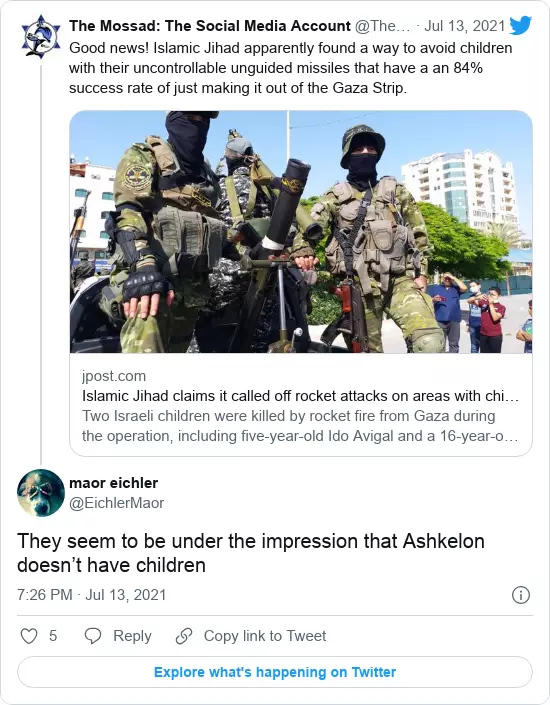 The Mossad: The Social Media Account @The... · Jul 13, 2021
Good news! Islamic Jihad apparently found a way to avoid children
with their uncontrollable unguided missiles that have a an 84%
success rate of just making it out of the Gaza Strip.
jpost.com
Islamic Jihad claims it called off rocket attacks on areas with chi...
Two Israeli children were killed by rocket fire from Gaza during
the operation, including five-year-old Ido Avigal and a 16-year-o...
maor eichler
@EichlerMaor
They seem to be under the impression that Ashkelon
doesn’t have children
7:26 PM · Jul 13, 2021
5 Reply Copy link to Tweet
Explore what's happening on Twitter